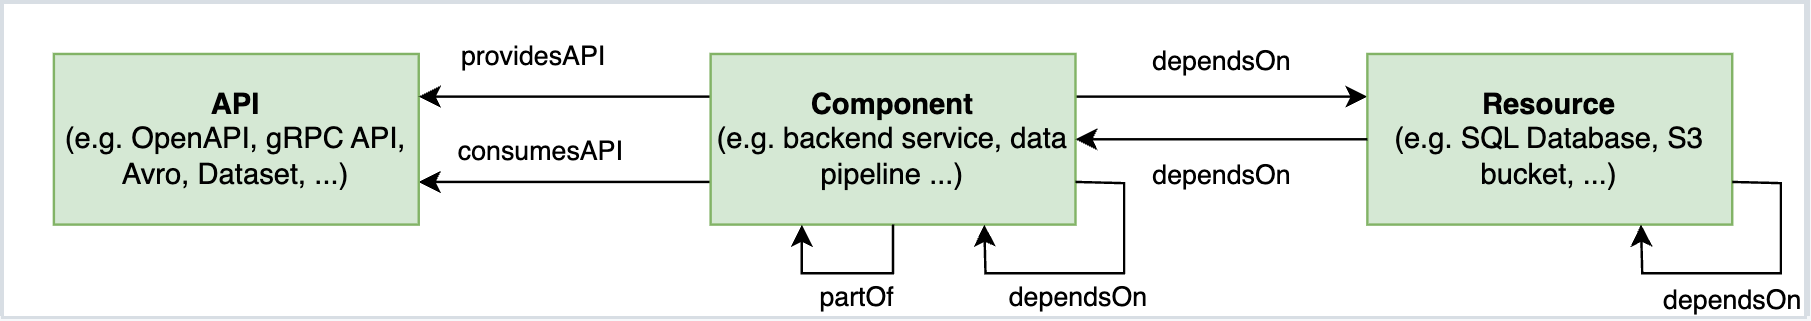 providesAPI
dependsOn
API
(e.g. OpenAPI, gRPC API,
Avro, Dataset, ...)
consumesAPI
Component
(e.g. backend service, data
pipeline ...)
dependsOn
Resource
(e.g. SQL Database, S3
bucket, ...)
partOf
dependsOn
dependsOn